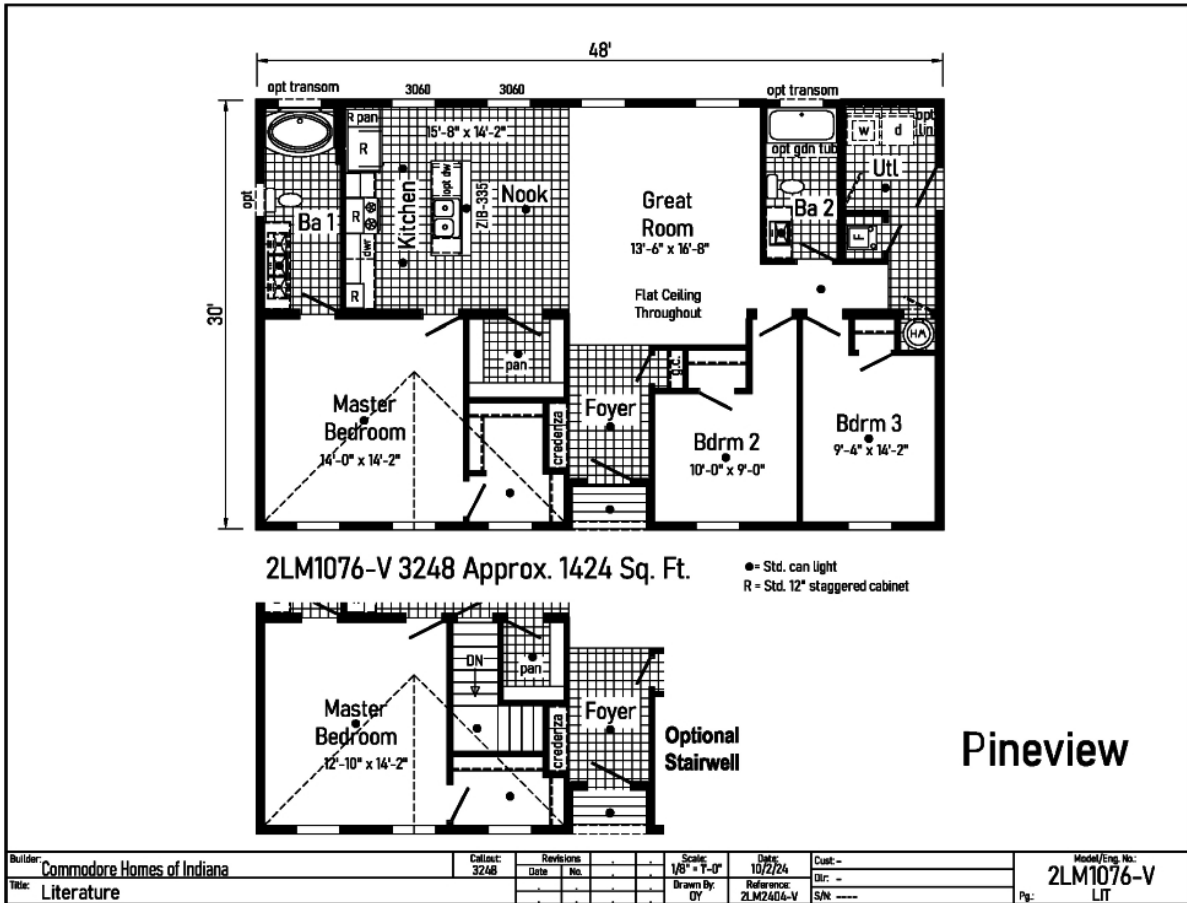 48'
opt transom
3060
3060
opt transom
30'
R pan
15'-8" x 14'-2"
R
opt dw
Kitchen
ZIB-335
Nook
R
dwr
R
opt
Ba 1
Great
Room
13'-6" x 16'-8"
Flat Ceiling
Throughout
opt gdn tub
Ba 2
w
d
opt
lin
Utl
F
HW
pan
Master
Bedroom
14'-0" x 14'-2"
credenza
Foyer
g.c.
Bdrm 2
10'-0" x 9'-0"
Bdrm 3
9'-4" x 14'-2"
2LM1076-V 3248 Approx. 1424 Sq. Ft.
●= Std. can light
R = Std. 12" staggered cabinet
DN
pan
Master
Bedroom
12'-10" x 14'-2"
credenza
Foyer
Optional
Stairwell
Pineview
Builder: Commodore Homes of Indiana
Title: Literature
Callout:
3248
Revisions
Date No.
Scale:
1/8" = 1'-0"
Date:
10/2/24
Drawn By:
OY
Reference:
2LM2404-V
Cust: -
Dlr: -
S/N: ----
Model/Eng. No.:
2LM1076-V
Pg.: LIT